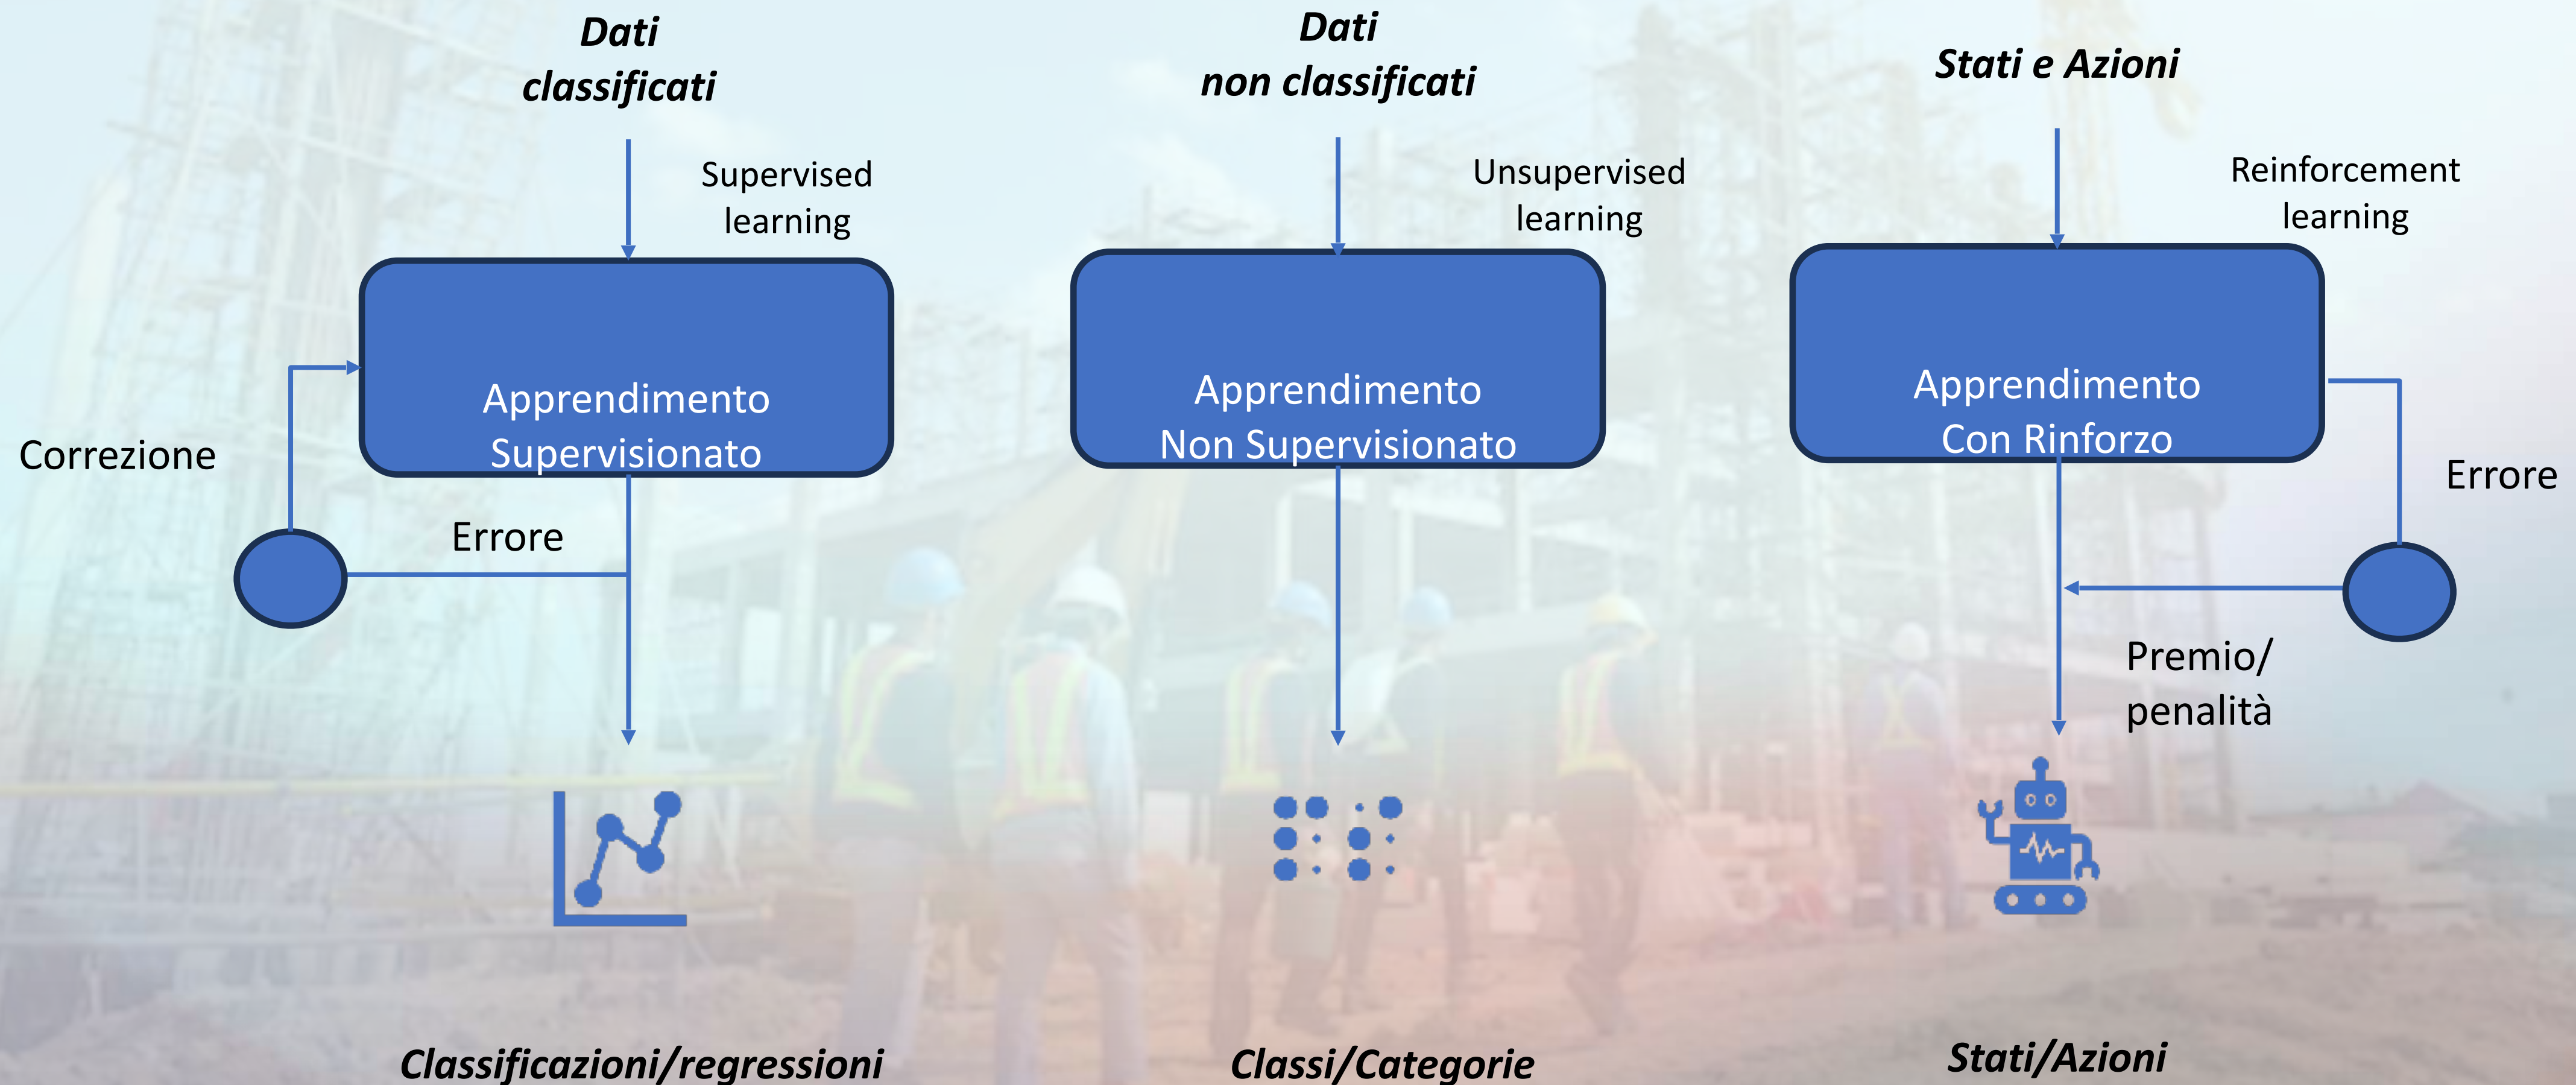 Dati
classificati
Supervised
learning
Apprendimento
Supervisionato
Correzione
Errore
Classificazioni/regressioni
Dati
non classificati
Unsupervised
learning
Apprendimento
Non Supervisionato
Classi/Categorie
Stati e Azioni
Reinforcement
learning
Apprendimento
Con Rinforzo
Errore
Premio/
penalità
Stati/Azioni